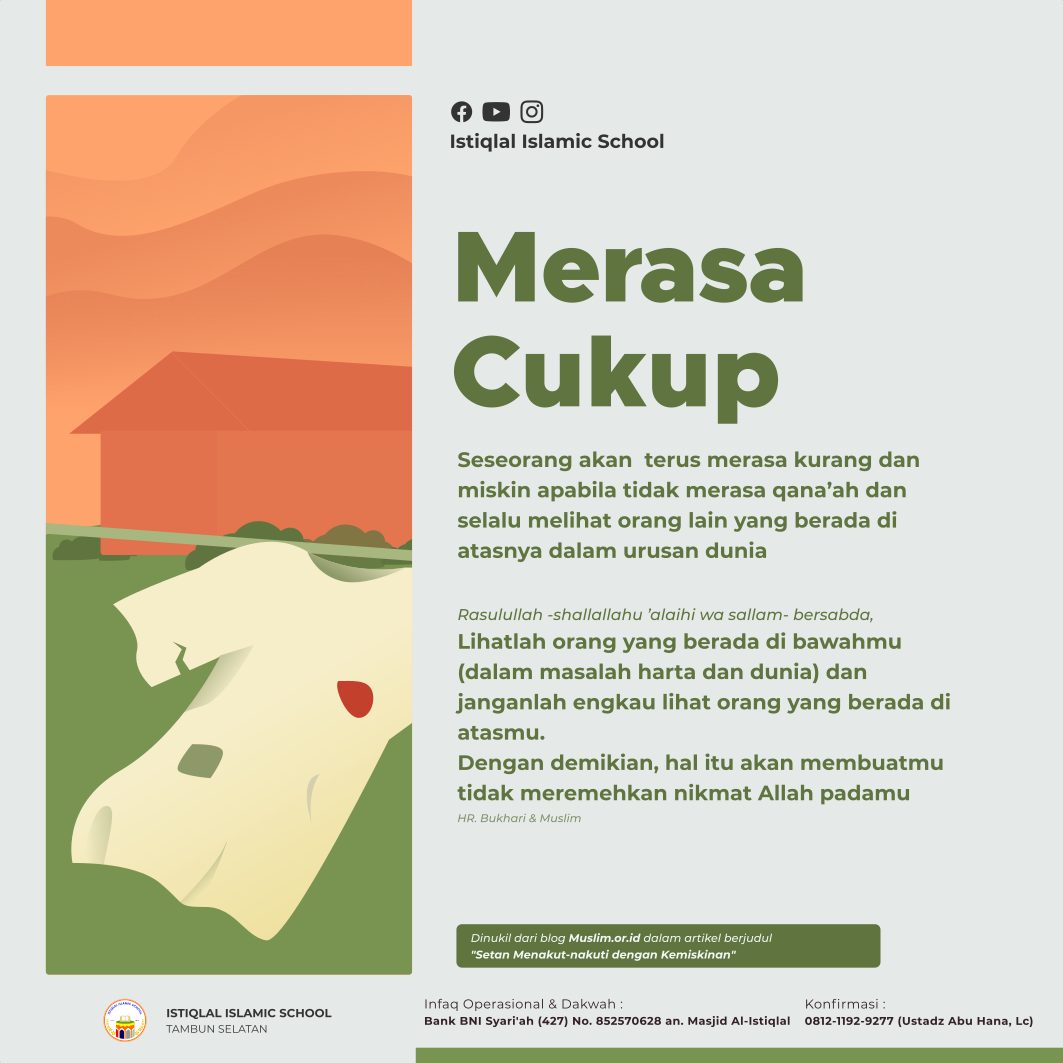 Istiqlal Islamic School
Merasa
Cukup
Seseorang akan terus merasa kurang dan
miskin apabila tidak merasa qana’ah dan
selalu melihat orang lain yang berada di
atasnya dalam urusan dunia
Rasulullah -shallallahu ’alaihi wa sallam- bersabda,
Lihatlah orang yang berada di bawahmu
(dalam masalah harta dan dunia) dan
janganlah engkau lihat orang yang berada di
atasmu.
Dengan demikian, hal itu akan membuatmu
tidak meremehkan nikmat Allah padamu
HR. Bukhari & Muslim
Dinukil dari blog Muslim.or.id dalam artikel berjudul
"Setan Menakut-nakuti dengan Kemiskinan"
ISTIQLAL ISLAMIC SCHOOL
TAMBUN SELATAN
Infaq Operasional & Dakwah :
Bank BNI Syari'ah (427) No. 852570628 an. Masjid Al-Istiqlal
Konfirmasi :
0812-1192-9277 (Ustadz Abu Hana, Lc)